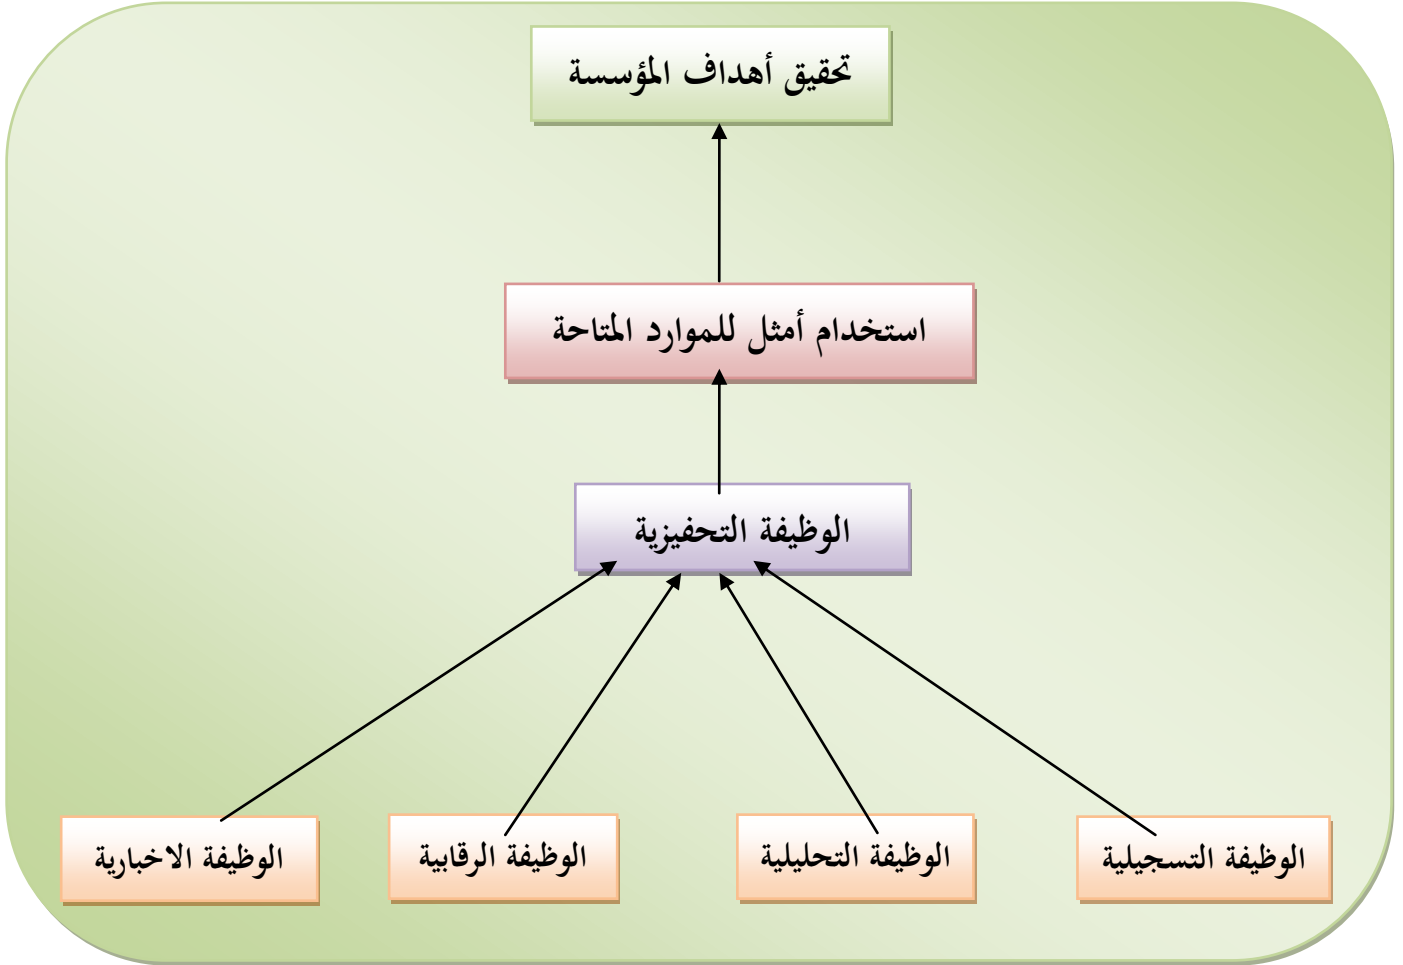 تحقيق أهداف المؤسسة
استخدام أمثل للموارد المتاحة
الوظيفة التحفيزية
الوظيفة التسجيلية
الوظيفة التحليلية
الوظيفة الرقابية
الوظيفة الاخبارية